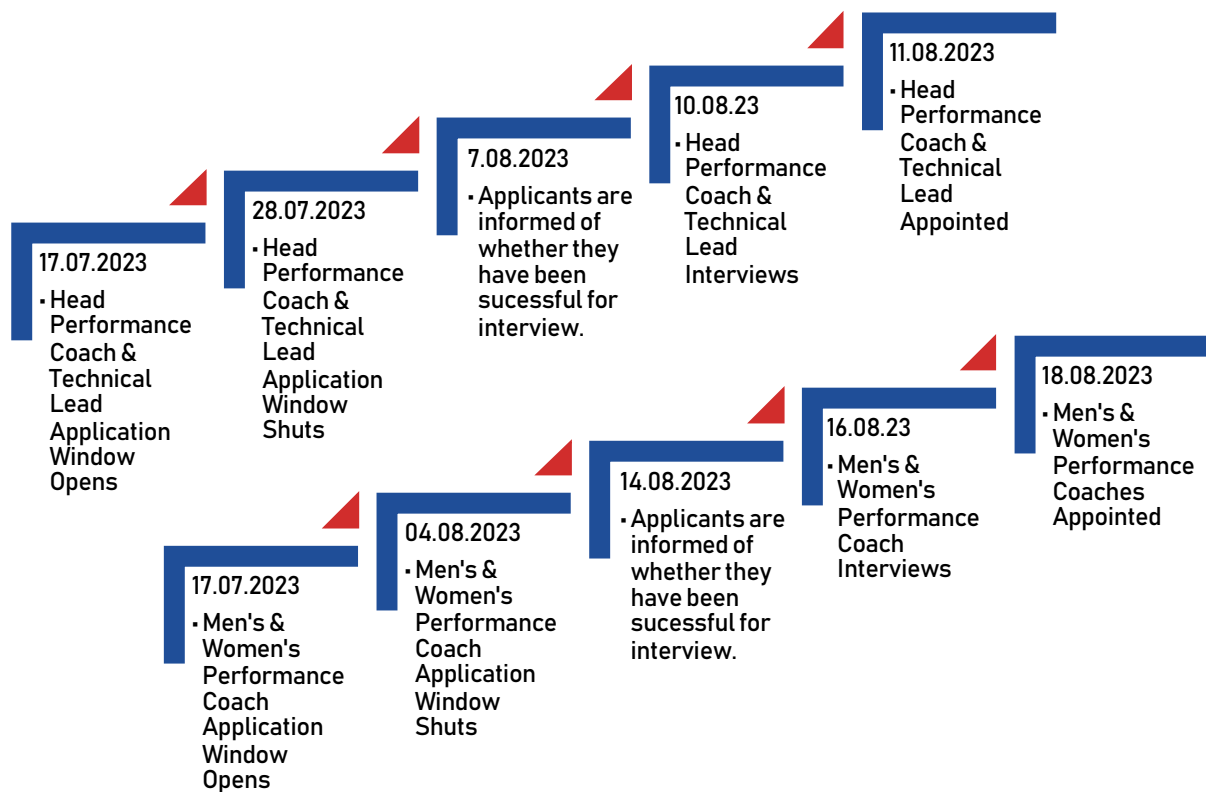 17.07.2023
▪ Head
Performance
Coach &
Technical
Lead
Application
Window
Opens
28.07.2023
▪ Head
Performance
Coach &
Technical
Lead
Application
Window
Shuts
7.08.2023
▪ Applicants are
informed of
whether they
have been
sucessful for
interview.
10.08.23
▪ Head
Performance
Coach &
Technical
Lead
Interviews
11.08.2023
▪ Head
Performance
Coach &
Technical
Lead
Appointed
17.07.2023
▪ Men's &
Women's
Performance
Coach
Application
Window
Opens
04.08.2023
▪ Men's &
Women's
Performance
Coach
Application
Window
Shuts
14.08.2023
▪ Applicants are
informed of
whether they
have been
sucessful for
interview.
16.08.23
▪ Men's &
Women's
Performance
Coach
Interviews
18.08.2023
▪ Men's &
Women's
Performance
Coaches
Appointed